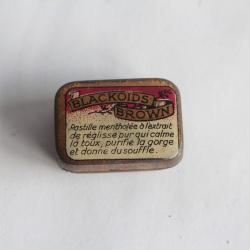 BLACKOIDS
BROWN
Pastille mentholée à l'extrait
de réglisse pur qui calme
la toux, purifie la gorge
et donne du souffle.